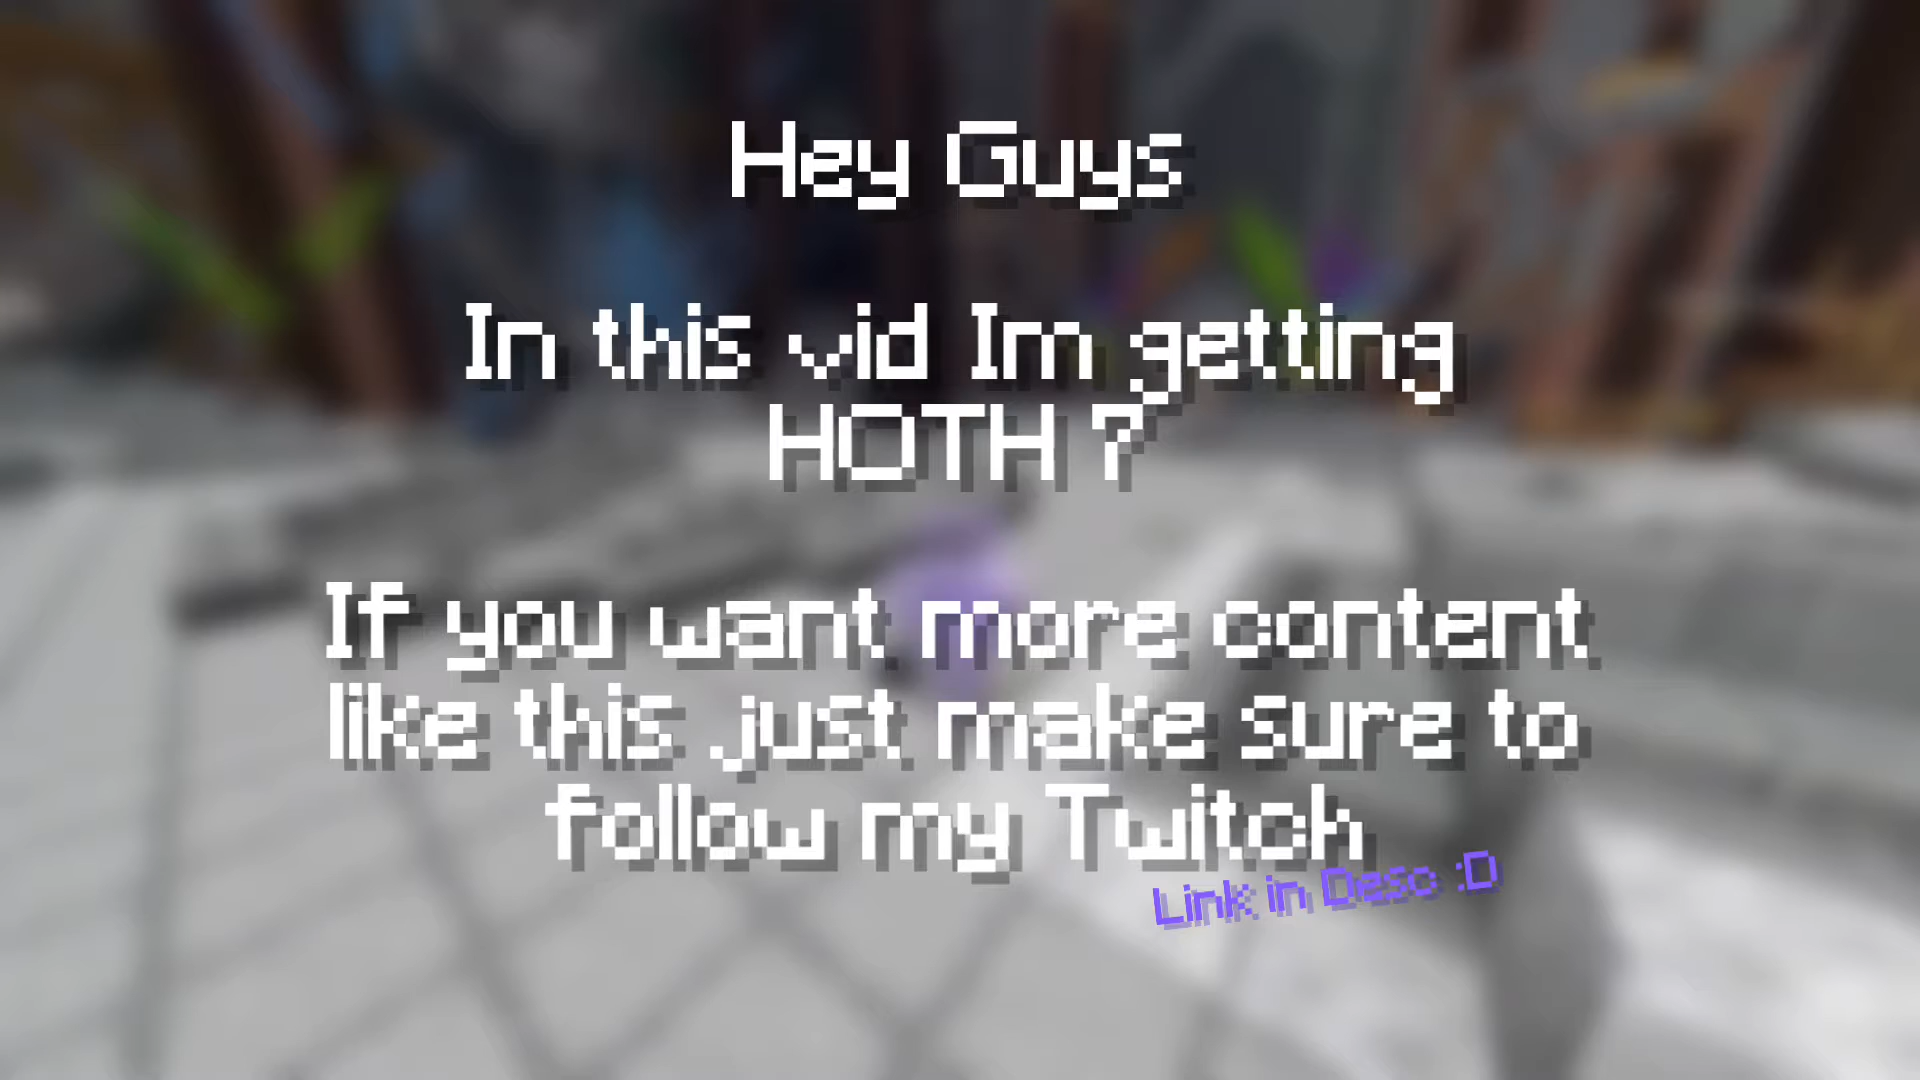 Hey Guys
In this vid Im getting
HOTH 7
If you want more content
like this just make sure to
follow my Twitch
Link in Desc :D